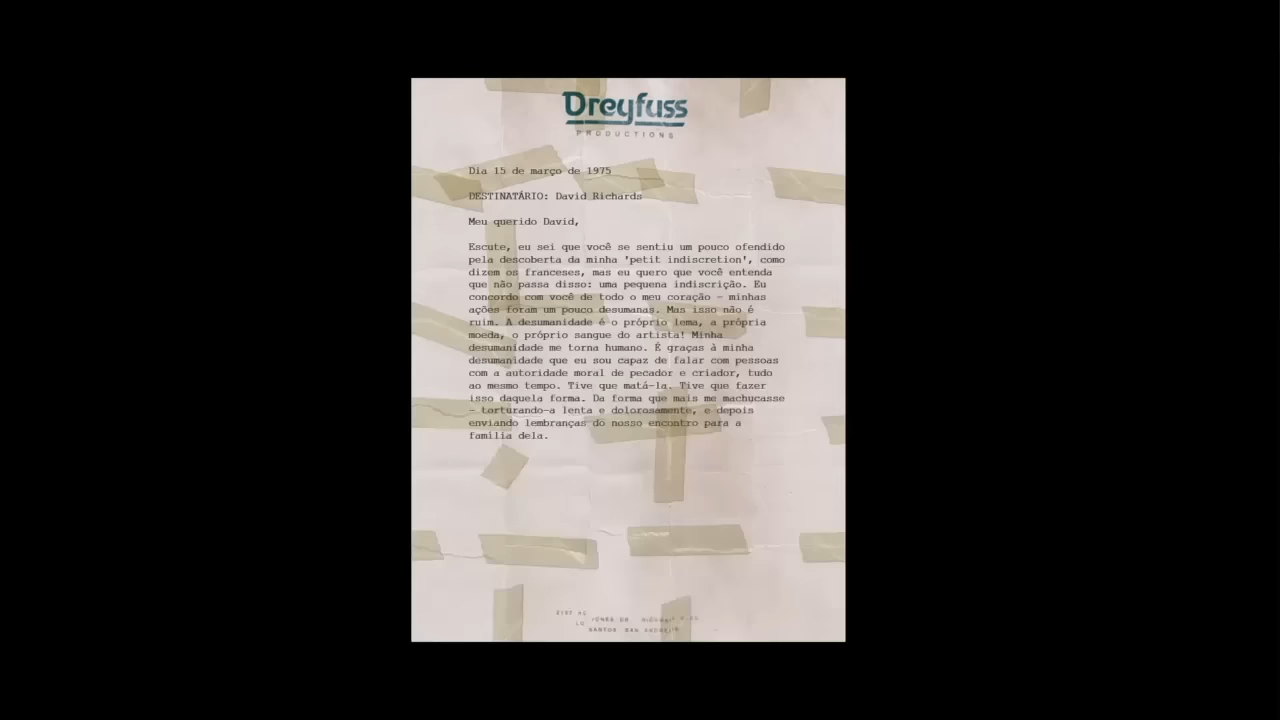 Dreyfuss
PRODUCTIONS
Dia 15 de março de 1975
DESTINATÁRIO: David Richards
Meu querido David,
Escute, eu sei que você se sentiu um pouco ofendido
pela descoberta da minha 'petit indiscretion', como
dizem os franceses, mas eu quero que você entenda
que não passa disso: uma pequena indiscrição. Eu
concordo com você de todo o meu coração - minhas
ações foram um pouco desumanas. Mas isso não é
ruim. A desumanidade é o próprio lema, a própria
moeda, o próprio sangue do artista! Minha
desumanidade me torna humano. É graças à minha
desumanidade que eu sou capaz de falar com pessoas
com a autoridade moral de pecador e criador, tudo
ao mesmo tempo. Tive que matá-la. Tive que fazer
isso daquela forma. Da forma que mais me machucasse
- torturando-a lenta e dolorosamente, e depois
enviando lembranças do nosso encontro para a
família dela.
SANTOS SAN